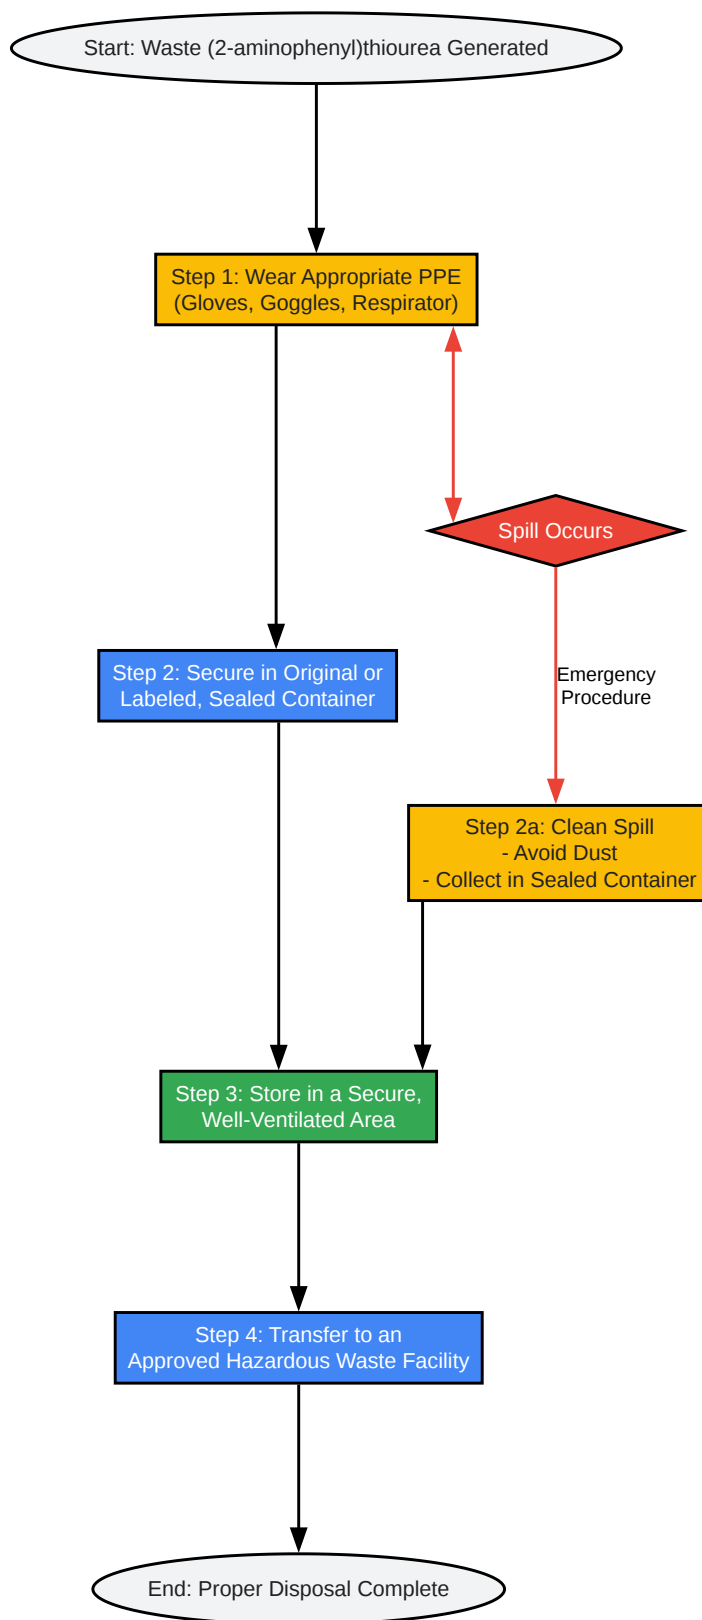 Start: Waste (2-aminophenyl)thiourea Generated
Step 1: Wear Appropriate PPE
(Gloves, Goggles, Respirator)
Spill Occurs
Step 2: Secure in Original or
Labeled, Sealed Container
Emergency
Procedure
Step 2a: Clean Spill
- Avoid Dust
- Collect in Sealed Container
Step 3: Store in a Secure,
Well-Ventilated Area
Step 4: Transfer to an
Approved Hazardous Waste Facility
End: Proper Disposal Complete